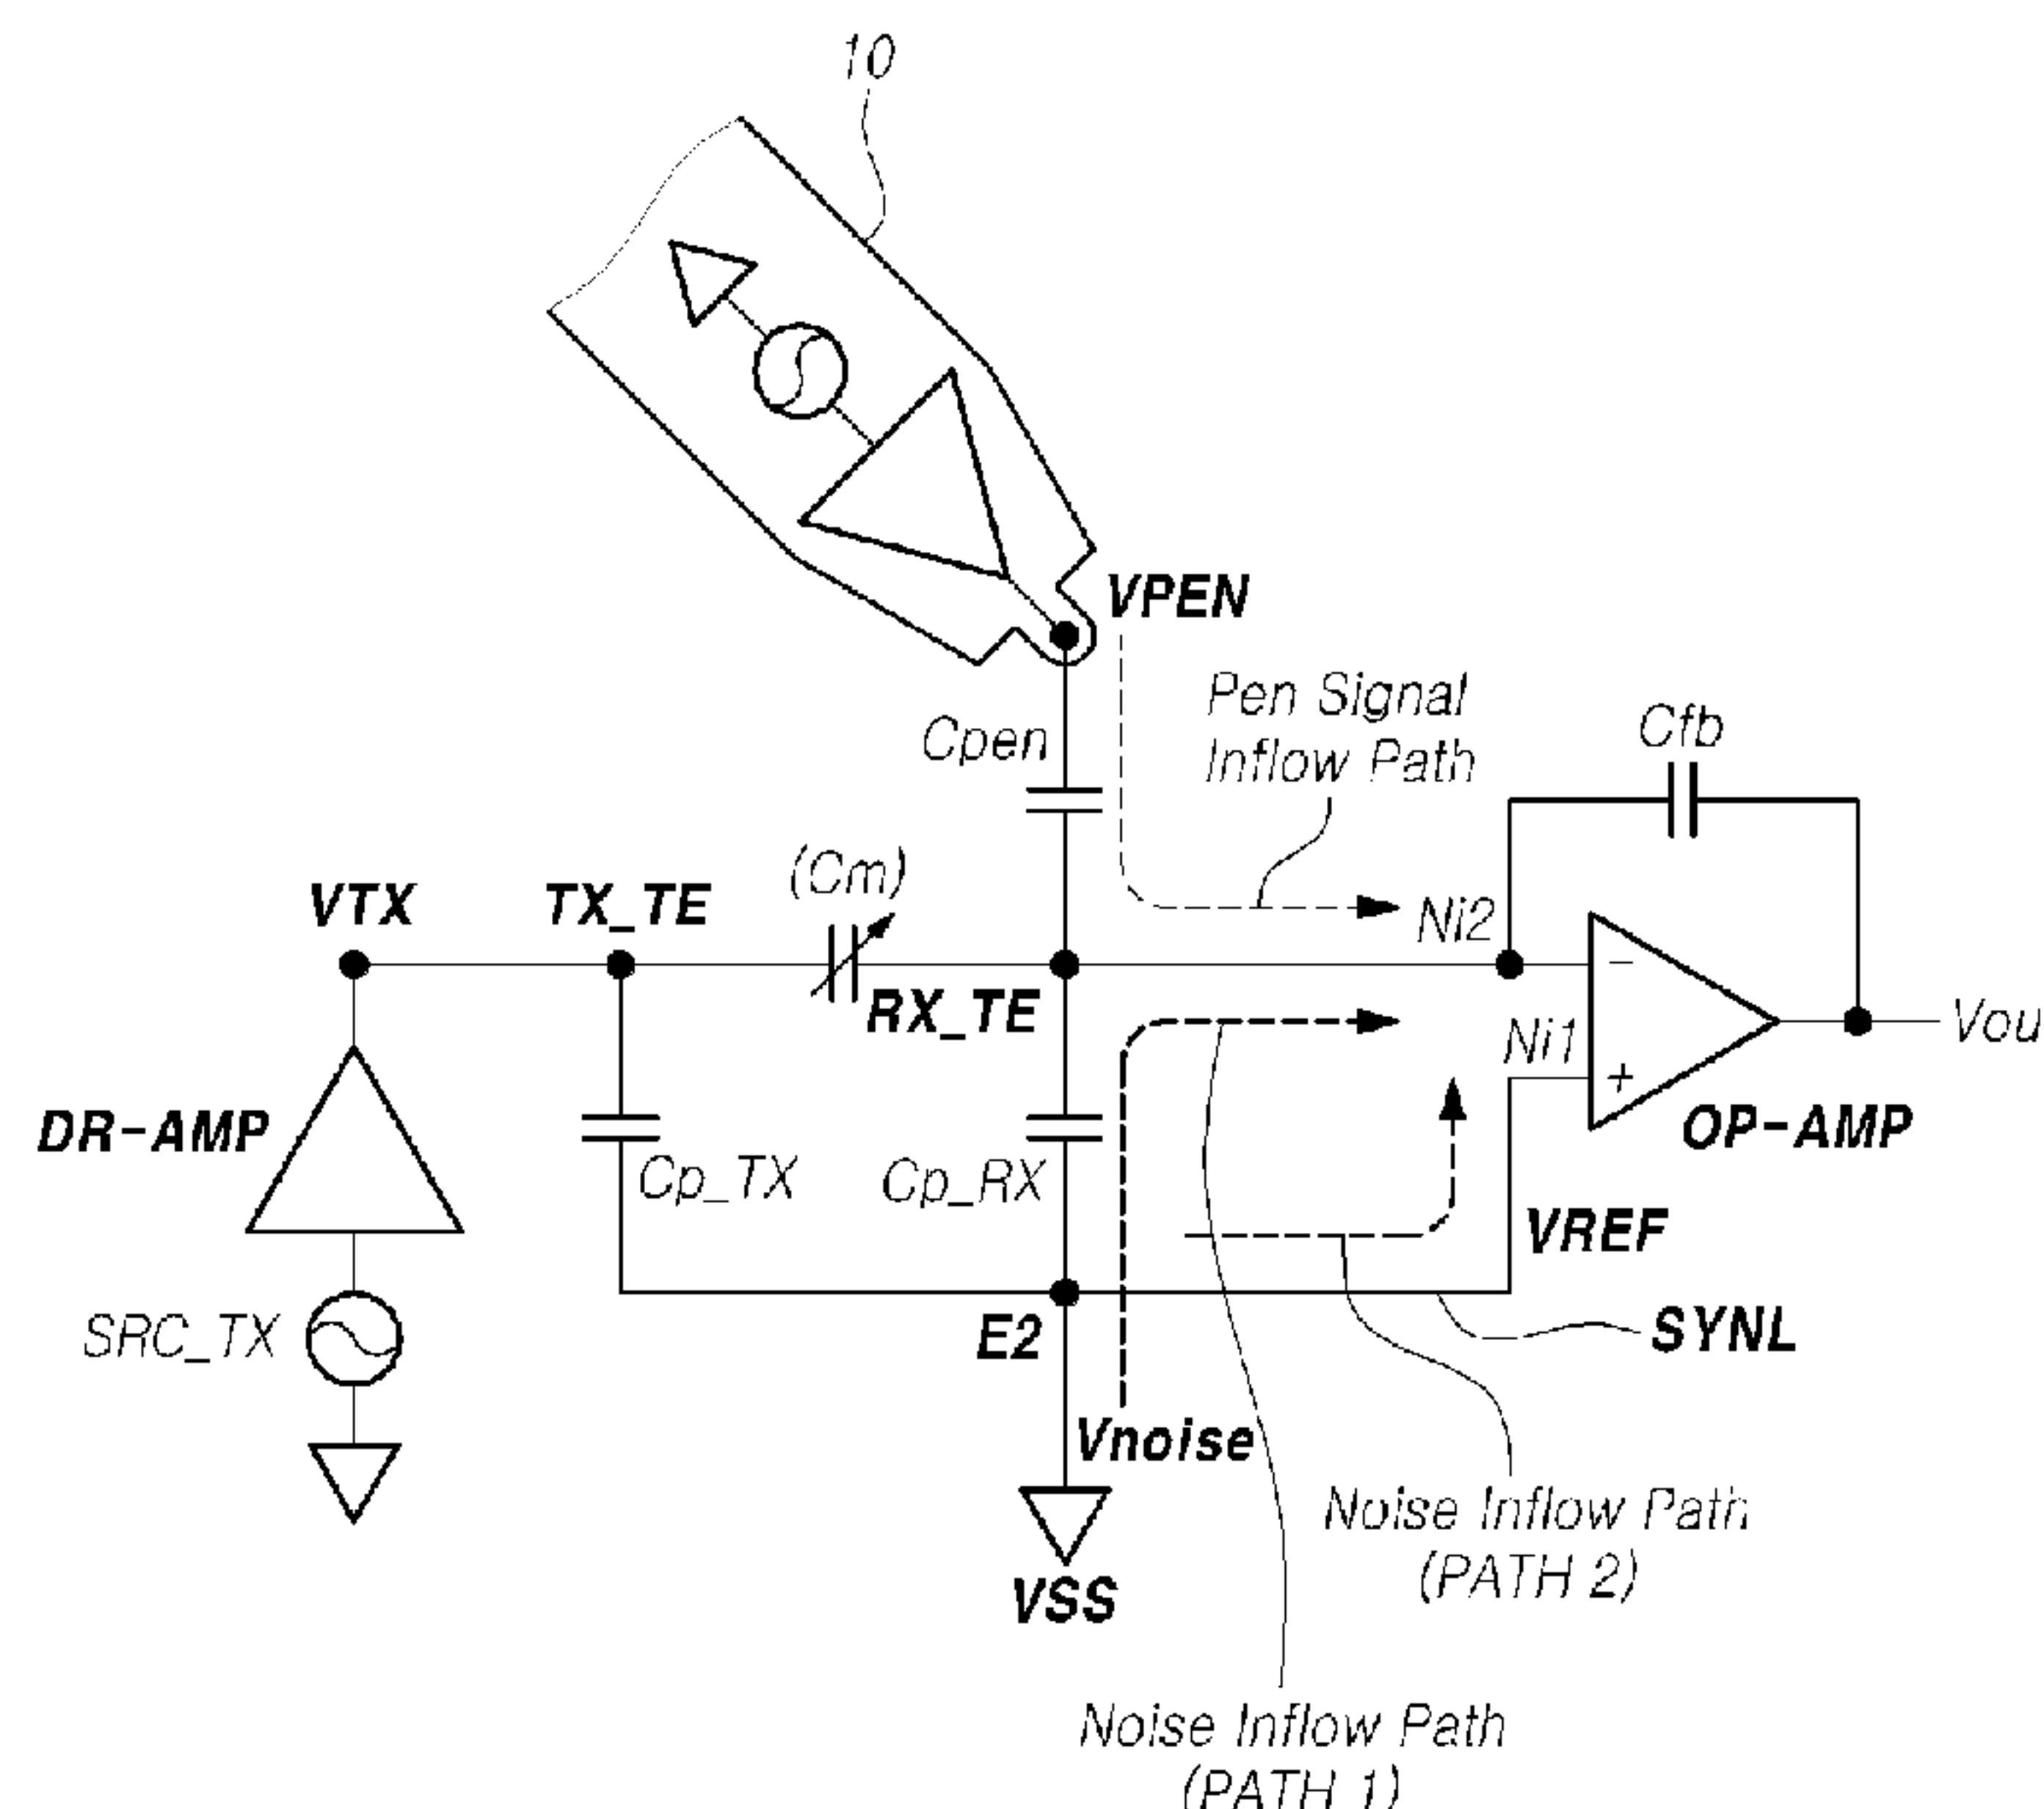 10
VPEN
Pen Signal
Inflow Path
Cpen
Cfb
(Cm)
VTX
TX_TE
Ni2
RX_TE
Ni1
Vou
DR-AMP
OP-AMP
Cp_TX
Cp_RX
VREF
SRC_TX
E2
SYNL
Vnoise
Noise Inflow Path
(PATH 2)
VSS
Noise Inflow Path
(PATH 1)